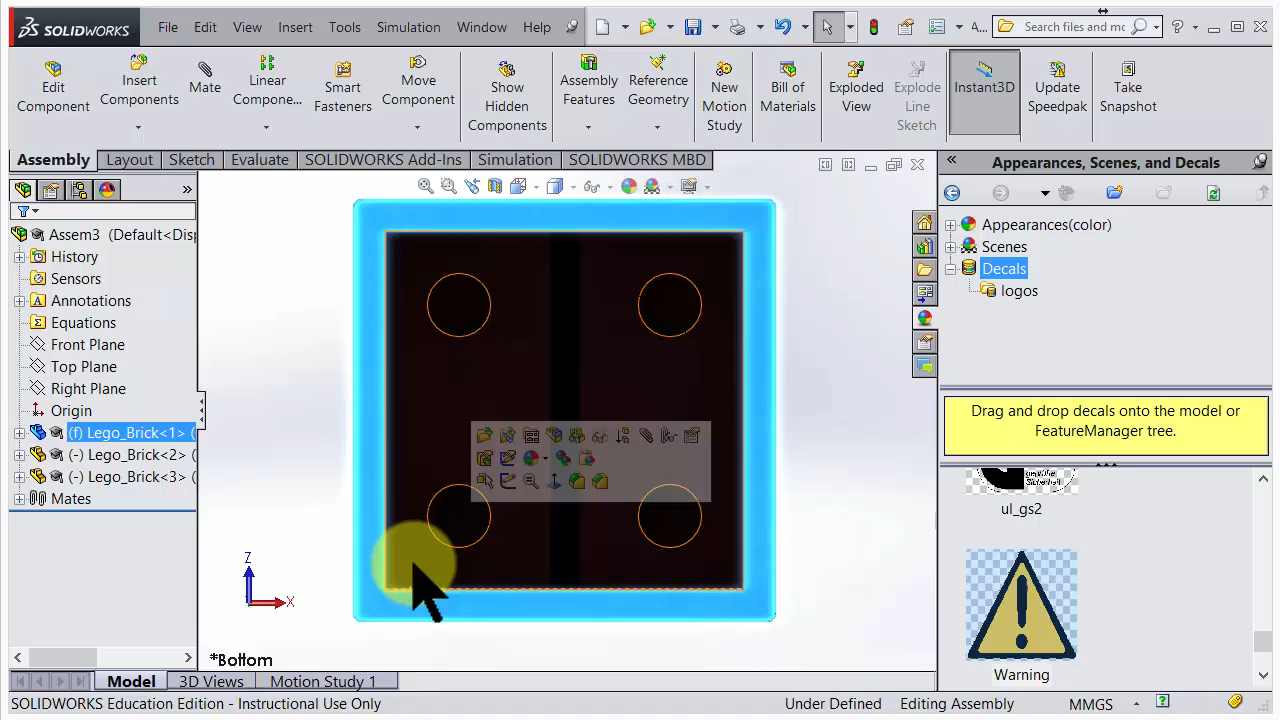 SOLIDWORKS File Edit View Insert Tools Simulation Window Help A... Search files and mc ?
Edit Component
Insert Components
Mate
Linear Compone...
Smart Fasteners
Move Component
Show Hidden Components
Assembly Features
Reference Geometry
New Motion Study
Bill of Materials
Exploded View
Explode Line Sketch
Instant3D
Update Speedpak
Take Snapshot
Assembly Layout Sketch Evaluate SOLIDWORKS Add-Ins Simulation SOLIDWORKS MBD
Assem3 (Default<Disp
History
Sensors
Annotations
Equations
Front Plane
Top Plane
Right Plane
Origin
(f) Lego_Brick<1> (
(-) Lego_Brick<2> (
(-) Lego_Brick<3> (
Mates
Z
X
*Bottom
Appearances, Scenes, and Decals
Appearances(color)
Scenes
Decals
logos
Drag and drop decals onto the model or
FeatureManager tree.
ul_gs2
Warning
Model 3D Views Motion Study 1
SOLIDWORKS Education Edition - Instructional Use Only Under Defined Editing Assembly MMGS